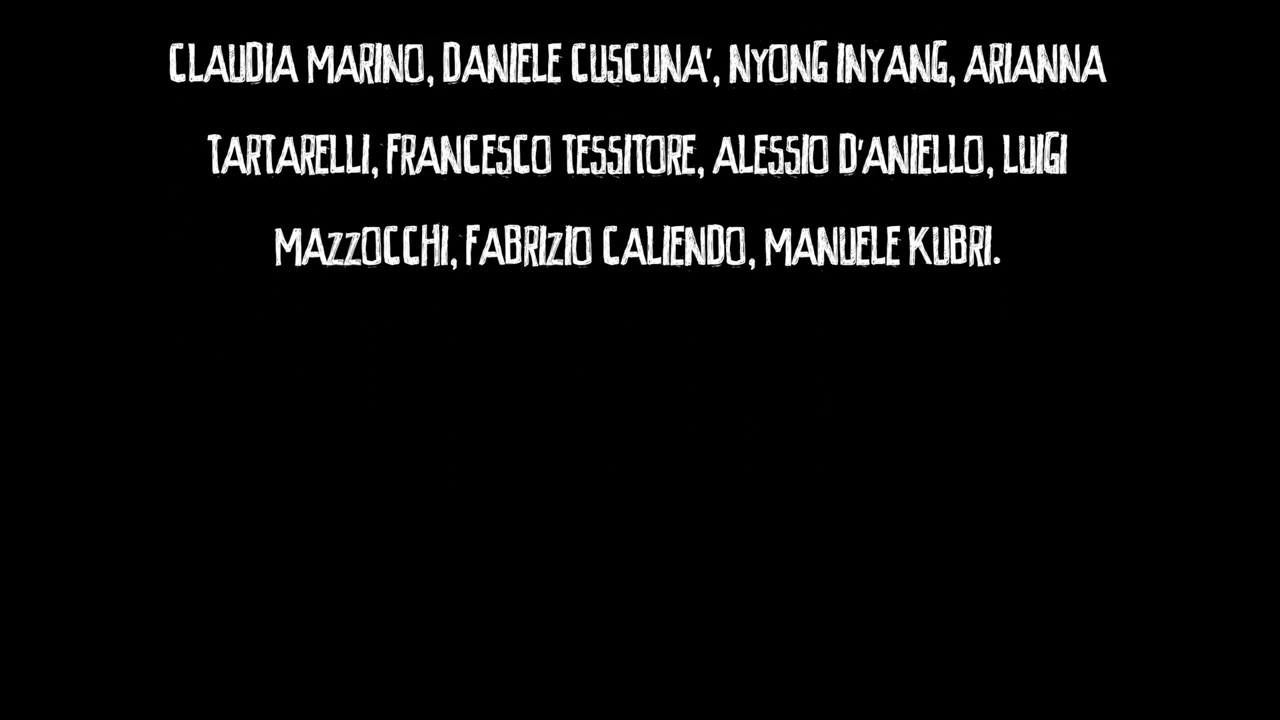 CLAUDIA MARINO, DANIELE CUSCUNA', NYONG INYANG, ARIANNA
TARTARELLI, FRANCESCO TESSITORE, ALESSIO D'ANIELLO, LUIGI
MAZZOCCHI, FABRIZIO CALIENDO, MANUELE KUBRI.